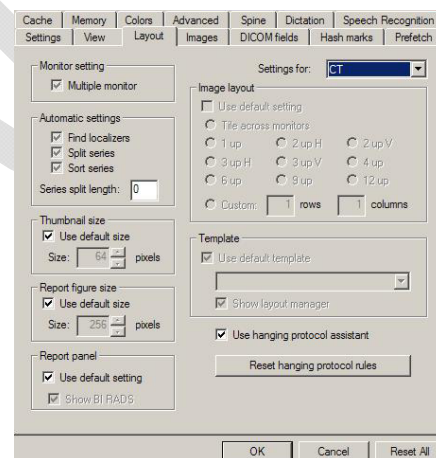 Cache Memory Colors Advanced Spine Dictation Speech Recognition
Settings View Layout Images DICOM fields Hash marks Prefetch
Monitor setting
Multiple monitor
Automatic settings
Find localizers
Split series
Sort series
Series split length: 0
Thumbnail size
Use default size
Size: 64 pixels
Report figure size
Use default size
Size: 256 pixels
Report panel
Use default setting
Show BI RADS
Settings for: CT
Image layout
Use default setting
Tile across monitors
1 up 2 up H 2 up V
3 up H 3 up V 4 up
6 up 9 up 12 up
Custom: 1 rows 1 columns
Template
Use default template
Show layout manager
Use hanging protocol assistant
Reset hanging protocol rules
OK Cancel Reset All